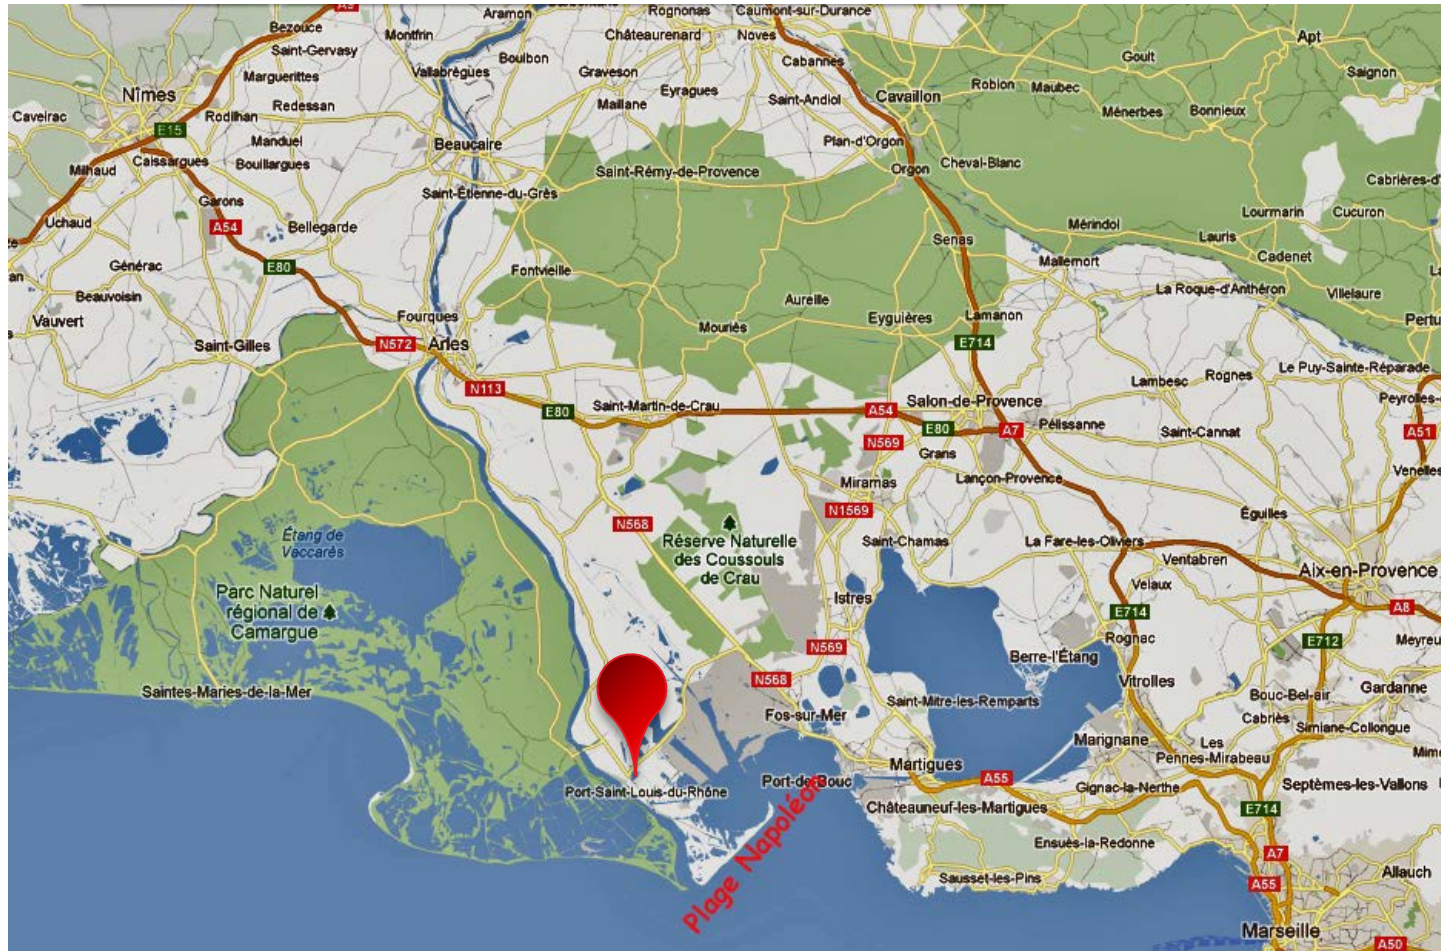 A9
Bezouce
Saint-Gervasy
Marguerittes
Nîmes
Redessan
Caveirac
Rodilhan
E15
Manduel
Caissargues
Bouillargues
Milhaud
Garons
Uchaud
A54
Bellegarde
Générac
E80
Beauvoisin
Vauvert
Saint-Gilles
Aramon
Montfrin
Boulbon
Vallabrègues
Beaucaire
Saint-Étienne-du-Grès
Fontvieille
Fourques
N572
Arles
N113
Rognonas
Châteaurenard
Noves
Caumont-sur-Durance
Cabannes
Graveson
Eyragues
Maillane
Saint-Andiol
Cavaillon
Plan-d'Orgon
Saint-Rémy-de-Provence
Orgon
Cheval-Blanc
Robion
Maubec
Goult
Apt
Saignon
Ménerbes
Bonnieux
Cabrières-d'
Lourmarin
Cucuron
Mérindol
Lauris
Cadenet
Senas
Mallemort
La Roque-d'Anthéron
Villelaure
Pertu
Aureille
Mouriés
Eyguières
Lamanon
E714
Le Puy-Sainte-Réparade
Rognes
Lambesc
Peyrolles-
E80
Saint-Martin-de-Crau
A54
Salon-de-Provence
N569
E80
A7
Pélissanne
Saint-Cannat
A51
Grans
Venelles
Lançon-Provence
Miramas
N1569
Éguilles
N568
Réserve Naturelle
des Coussouls
de Crau
Saint-Chamas
La Fare-les-Oliviers
Ventabren
Aix-en-Provence
Étang de
Vaccarès
Parc Naturel
régional de
Camargue
Istres
Velaux
A8
E714
Rognac
E712
Meyreu
N569
Berre-l'Étang
N568
Vitrolles
Saintes-Maries-de-la-Mer
Saint-Mitre-les-Remparts
Bouc-Bel-air
Gardanne
Fos-sur-Mer
Cabriès
Simiane-Collongue
Marignane
Les
Pennes-Mirabeau
Martigues
A55
Port-de-Bouc
Port-Saint-Louis-du-Rhône
Gignac-la-Nerthe
Septèmes-les-Vallons
Châteauneuf-les-Martigues
E714
Plage Napoléon
Ensuès-la-Redonne
A7
Sausset-les-Pins
A55
Allauch
Marseille
A50